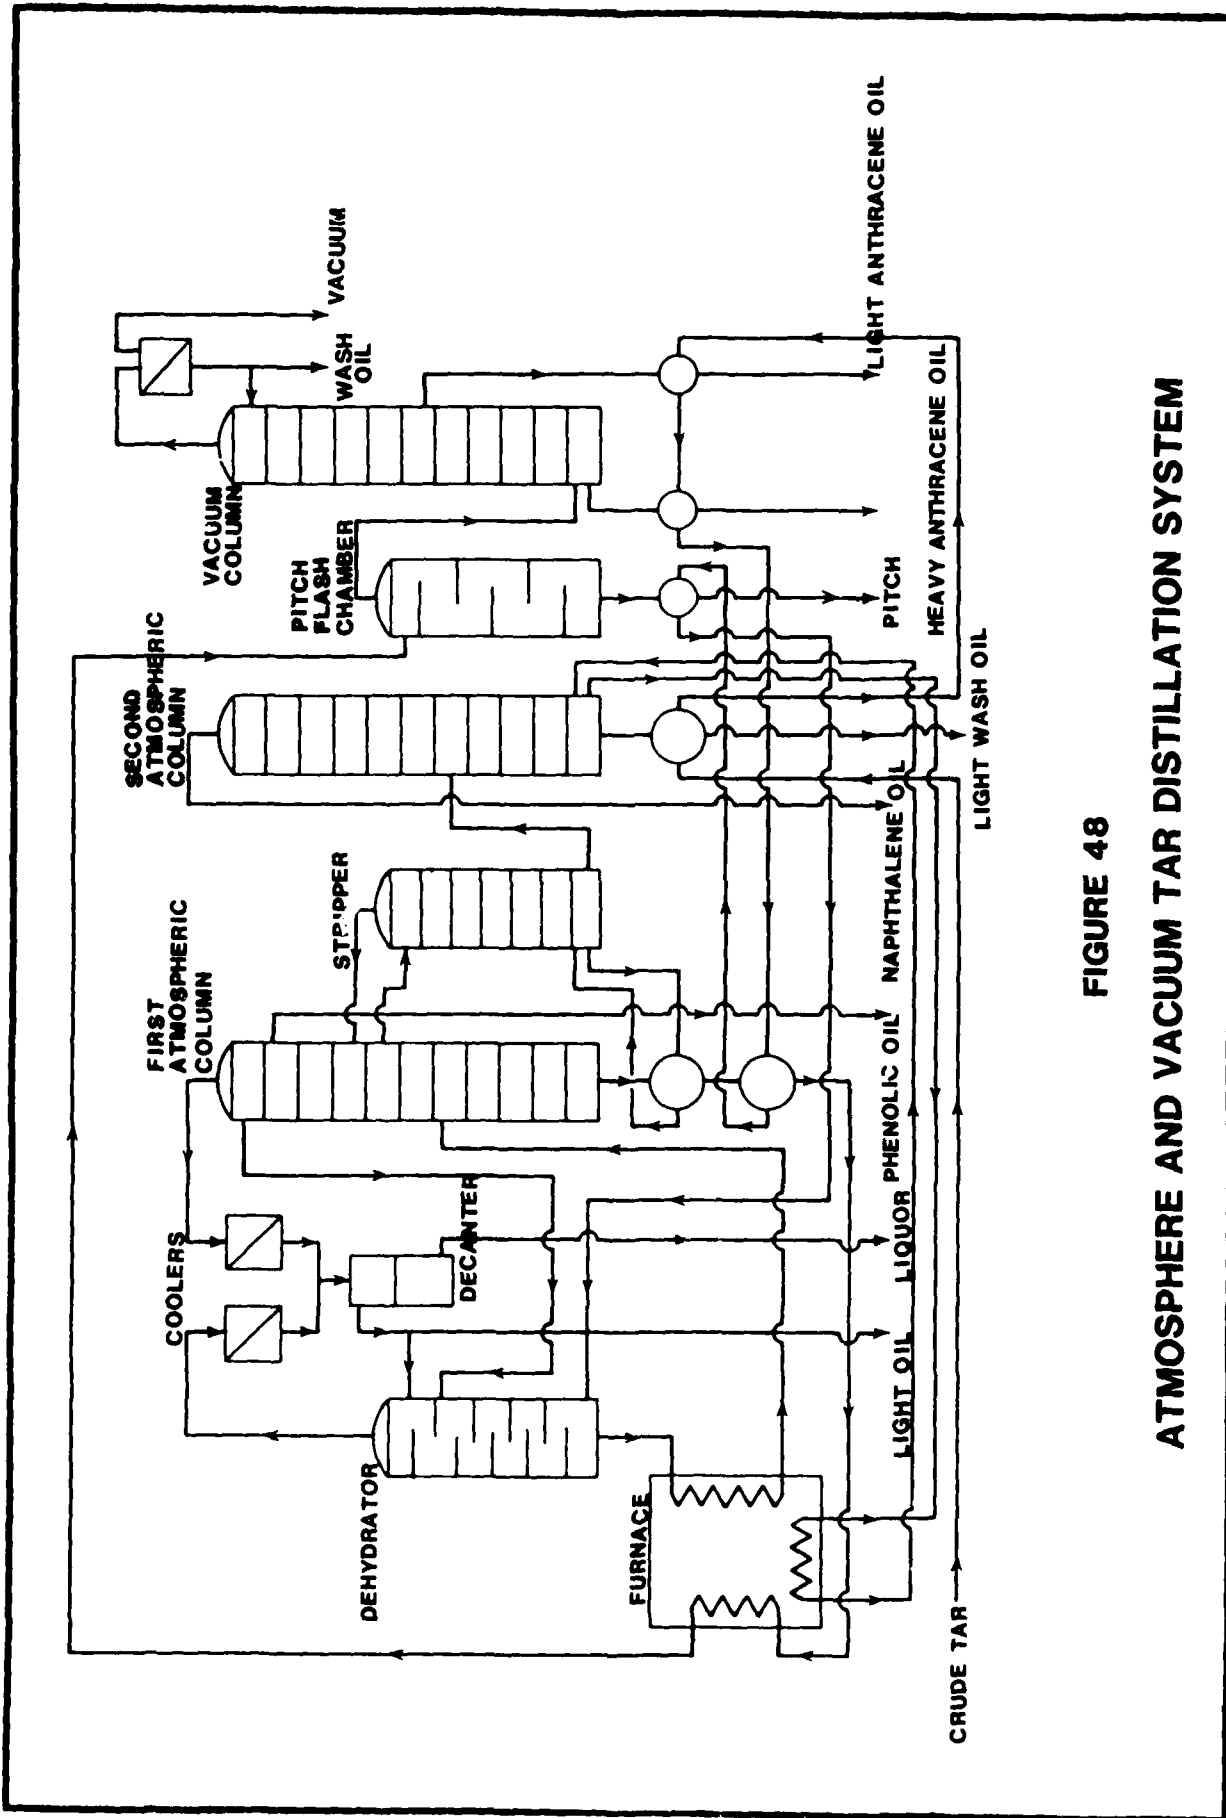 COOLERS
FIRST
ATMOSPHERIC
COLUMN
SECOND
ATMOSPHERIC
COLUMN
STRIPPER
VACUUM
COLUMN
PITCH
FLASH
CHAMBER
WASH
OIL
VACUUM
DEHYDRATOR
DECANTER
FURNACE
LIGHT OIL
LIQUOR
PHENOLIC OIL
NAPHTHALENE OIL
PITCH
LIGHT ANTHRACENE OIL
HEAVY ANTHRACENE OIL
CRUDE TAR
LIGHT WASH OIL
FIGURE 48
ATMOSPHERE AND VACUUM TAR DISTILLATION SYSTEM